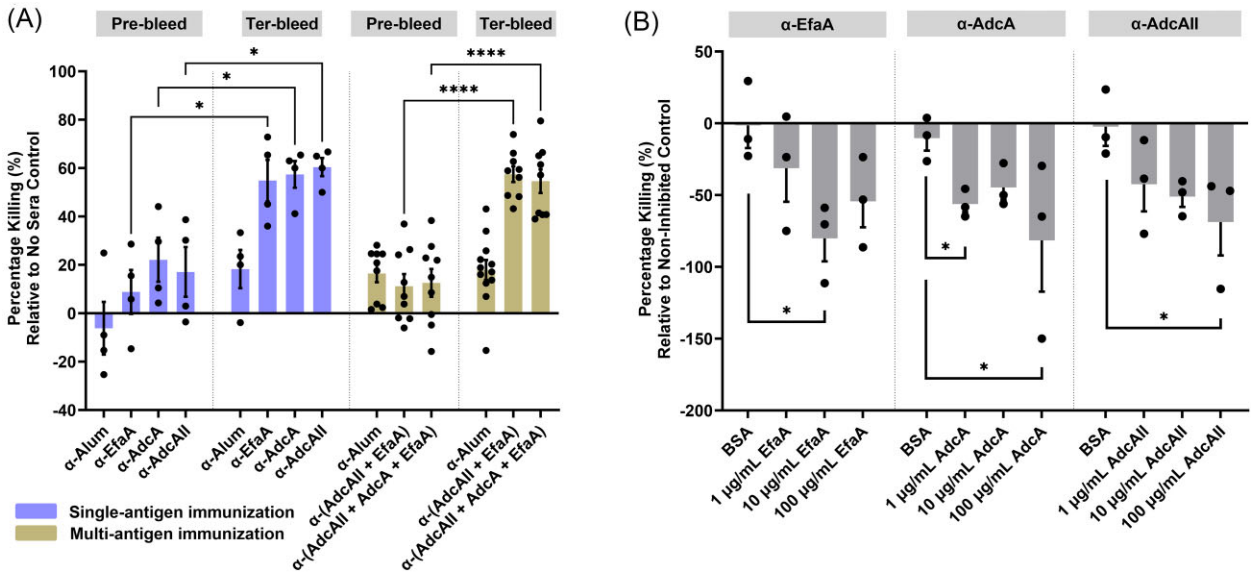 (A)
Pre-bleed
Ter-bleed
Pre-bleed
Ter-bleed
Percentage Killing (%)
Relative to No Sera Control
100
80
60
40
20
0
-20
-40
*
*
*
****
****
α-Alum
α-EfaA
α-AdcA
α-AdcAII
α-Alum
α-EfaA
α-AdcA
α-AdcAII
α-Alum
α-(AdcAII + EfaA)
α-(AdcAII + AdcA + EfaA)
α-Alum
α-(AdcAII + EfaA)
α-(AdcAII + AdcA + EfaA)
Single-antigen immunization
Multi-antigen immunization
(B)
α-EfaA
α-AdcA
α-AdcAII
Percentage Killing (%)
Relative to Non-Inhibited Control
50
0
-50
-100
-150
-200
*
*
*
*
BSA
1 µg/mL EfaA
10 µg/mL EfaA
100 µg/mL EfaA
BSA
1 µg/mL AdcA
10 µg/mL AdcA
100 µg/mL AdcA
BSA
1 µg/mL AdcAII
10 µg/mL AdcAII
100 µg/mL AdcAII